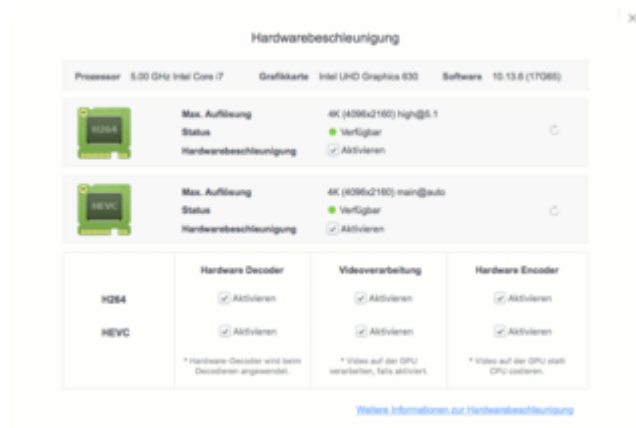 Hardwarebeschleunigung
Prozessor 5.00 GHz Intel Core i7 Grafikkarte Intel UHD Graphics 630 Software 10.13.6 (17G65)
H264
Max. Auflösung 4K (4096x2160) high@5.1
Status Verfügbar
Hardwarebeschleunigung Aktivieren
HEVC
Max. Auflösung 4K (4096x2160) main@auto
Status Verfügbar
Hardwarebeschleunigung Aktivieren
Hardware Decoder Videoverarbeitung Hardware Encoder
H264 Aktivieren Aktivieren Aktivieren
HEVC Aktivieren Aktivieren Aktivieren
* Hardware-Decoder wird beim * Video auf der GPU * Video auf der GPU statt
Decodieren angewendet. verarbeiten, falls aktiviert. CPU codieren.
Weitere Informationen zur Hardwarebeschleunigung